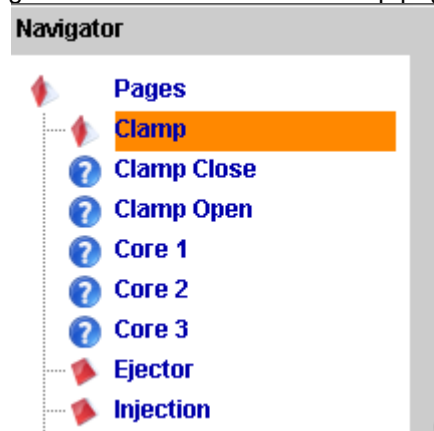 Navigator
Pages
Clamp
Clamp Close
Clamp Open
Core 1
Core 2
Core 3
Ejector
Injection